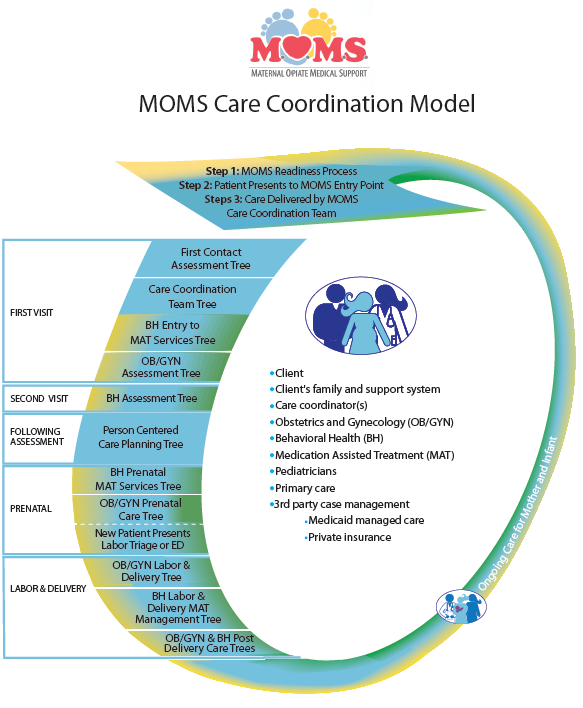 M.O.M.S.
MATERNAL OPIATE MEDICAL SUPPORT
MOMS Care Coordination Model
Step 1: MOMS Readiness Process
Step 2: Patient Presents to MOMS Entry Point
Steps 3: Care Delivered by MOMS
Care Coordination Team
FIRST VISIT
First Contact
Assessment Tree
Care Coordination
Team Tree
BH Entry to
MAT Services Tree
OB/GYN
Assessment Tree
SECOND VISIT
BH Assessment Tree
FOLLOWING
ASSESSMENT
Person Centered
Care Planning Tree
PRENATAL
BH Prenatal
MAT Services Tree
OB/GYN Prenatal
Care Tree
New Patient Presents
Labor Triage or ED
LABOR & DELIVERY
OB/GYN Labor &
Delivery Tree
BH Labor &
Delivery MAT
Management Tree
OB/GYN & BH Post
Delivery Care Trees
•Client
•Client's family and support system
•Care coordinator(s)
•Obstetrics and Gynecology (OB/GYN)
•Behavioral Health (BH)
•Medication Assisted Treatment (MAT)
•Pediatricians
•Primary care
•3rd party case management
•Medicaid managed care
•Private insurance
Ongoing Care for Mother and Infant